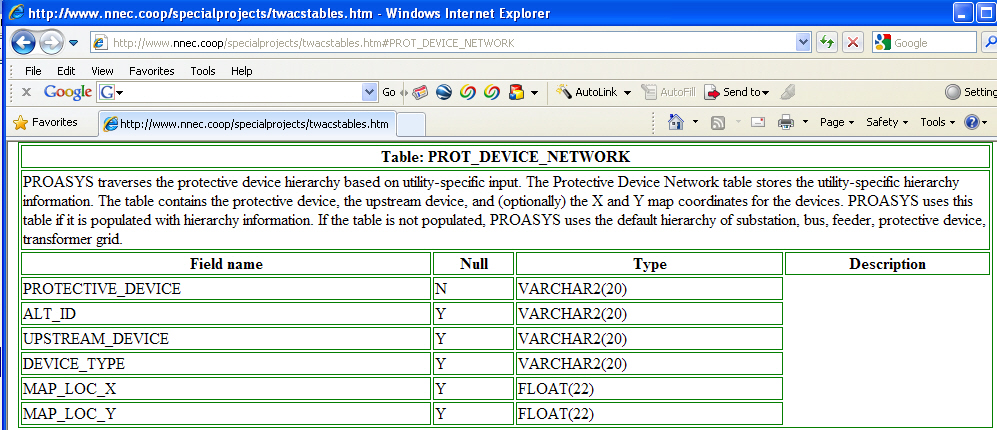 http://www.nnec.coop/specialprojects/twacstables.htm - Windows Internet Explorer
http://www.nnec.coop/specialprojects/twacstables.htm#PROT_DEVICE_NETWORK
Google
File Edit View Favorites Tools Help
x Google G Go AutoLink AutoFill Send to Setting
Favorites http://www.nnec.coop/specialprojects/twacstables.htm Page Safety Tools
Table: PROT_DEVICE_NETWORK
PROASYS traverses the protective device hierarchy based on utility-specific input. The Protective Device Network table stores the utility-specific hierarchy
information. The table contains the protective device, the upstream device, and (optionally) the X and Y map coordinates for the devices. PROASYS uses this
table if it is populated with hierarchy information. If the table is not populated, PROASYS uses the default hierarchy of substation, bus, feeder, protective device,
transformer grid.
Field name Null Type Description
PROTECTIVE_DEVICE N VARCHAR2(20)
ALT_ID Y VARCHAR2(20)
UPSTREAM_DEVICE Y VARCHAR2(20)
DEVICE_TYPE Y VARCHAR2(20)
MAP_LOC_X Y FLOAT(22)
MAP_LOC_Y Y FLOAT(22)